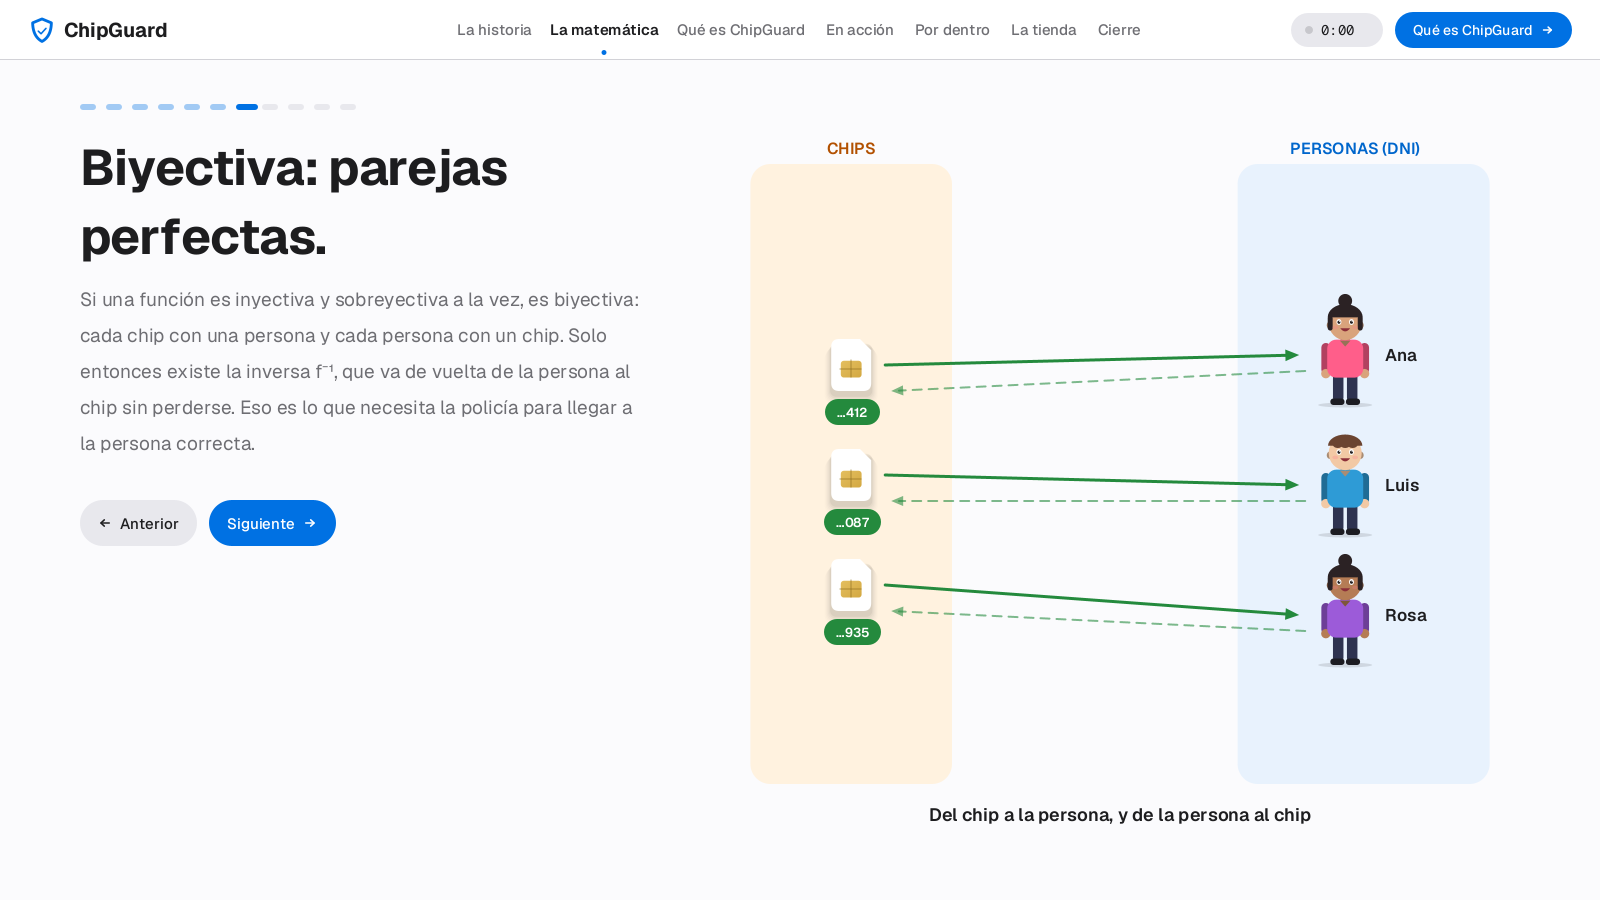 ChipGuard
La historia
La matemática
Qué es ChipGuard
En acción
Por dentro
La tienda
Cierre
0:00
Qué es ChipGuard →
Biyectiva: parejas
perfectas.
Si una función es inyectiva y sobreyectiva a la vez, es biyectiva:
cada chip con una persona y cada persona con un chip. Solo
entonces existe la inversa f⁻¹, que va de vuelta de la persona al
chip sin perderse. Eso es lo que necesita la policía para llegar a
la persona correcta.
← Anterior
Siguiente →
CHIPS
PERSONAS (DNI)
...412
Ana
...087
Luis
...935
Rosa
Del chip a la persona, y de la persona al chip